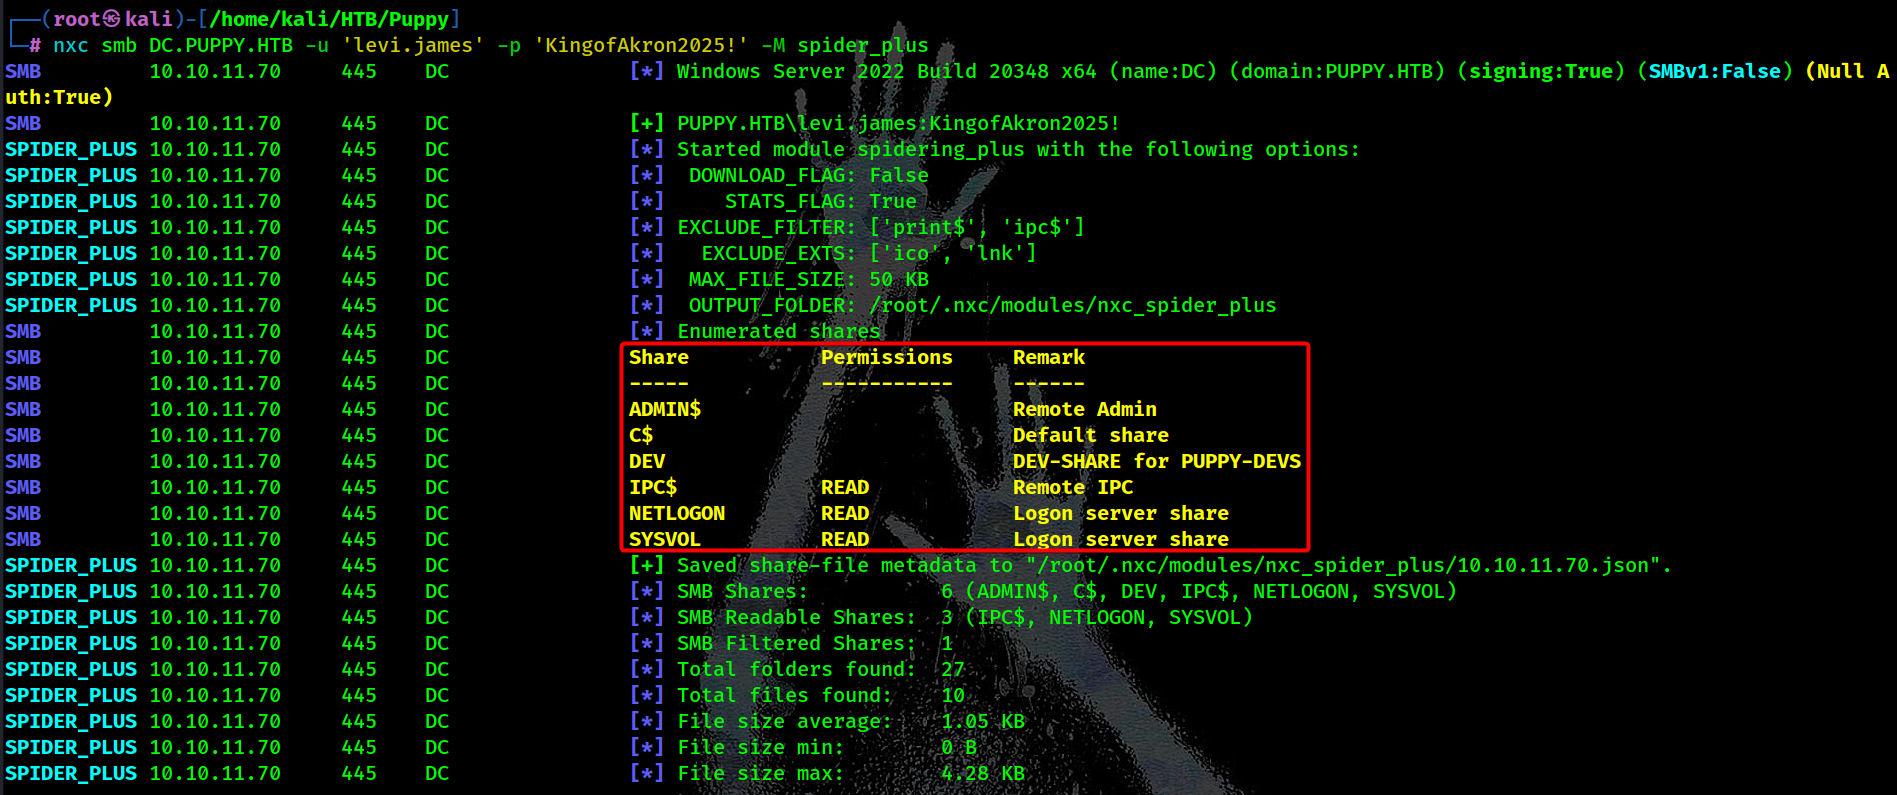 ┌──(root㉿kali)-[/home/kali/HTB/Puppy]
└─# nxc smb DC.PUPPY.HTB -u 'levi.james' -p 'KingofAkron2025!' -M spider_plus
SMB         10.10.11.70     445    DC               [*] Windows Server 2022 Build 20348 x64 (name:DC) (domain:PUPPY.HTB) (signing:True) (SMBv1:False) (Null A
uth:True)
SMB         10.10.11.70     445    DC               [+] PUPPY.HTB\levi.james:KingofAkron2025!
SPIDER_PLUS 10.10.11.70     445    DC               [*] Started module spidering_plus with the following options:
SPIDER_PLUS 10.10.11.70     445    DC               [*]  DOWNLOAD_FLAG: False
SPIDER_PLUS 10.10.11.70     445    DC               [*]     STATS_FLAG: True
SPIDER_PLUS 10.10.11.70     445    DC               [*] EXCLUDE_FILTER: ['print$', 'ipc$']
SPIDER_PLUS 10.10.11.70     445    DC               [*]   EXCLUDE_EXTS: ['ico', 'lnk']
SPIDER_PLUS 10.10.11.70     445    DC               [*]  MAX_FILE_SIZE: 50 KB
SPIDER_PLUS 10.10.11.70     445    DC               [*]  OUTPUT_FOLDER: /root/.nxc/modules/nxc_spider_plus
SMB         10.10.11.70     445    DC               [*] Enumerated shares
SMB         10.10.11.70     445    DC               Share           Permissions     Remark
SMB         10.10.11.70     445    DC               -----           -----------     ------
SMB         10.10.11.70     445    DC               ADMIN$                          Remote Admin
SMB         10.10.11.70     445    DC               C$                              Default share
SMB         10.10.11.70     445    DC               DEV                             DEV-SHARE for PUPPY-DEVS
SMB         10.10.11.70     445    DC               IPC$            READ            Remote IPC
SMB         10.10.11.70     445    DC               NETLOGON        READ            Logon server share
SMB         10.10.11.70     445    DC               SYSVOL          READ            Logon server share
SPIDER_PLUS 10.10.11.70     445    DC               [+] Saved share-file metadata to "/root/.nxc/modules/nxc_spider_plus/10.10.11.70.json".
SPIDER_PLUS 10.10.11.70     445    DC               [*] SMB Shares:           6 (ADMIN$, C$, DEV, IPC$, NETLOGON, SYSVOL)
SPIDER_PLUS 10.10.11.70     445    DC               [*] SMB Readable Shares:  3 (IPC$, NETLOGON, SYSVOL)
SPIDER_PLUS 10.10.11.70     445    DC               [*] SMB Filtered Shares:  1
SPIDER_PLUS 10.10.11.70     445    DC               [*] Total folders found:  27
SPIDER_PLUS 10.10.11.70     445    DC               [*] Total files found:    10
SPIDER_PLUS 10.10.11.70     445    DC               [*] File size average:    1.05 KB
SPIDER_PLUS 10.10.11.70     445    DC               [*] File size min:        0 B
SPIDER_PLUS 10.10.11.70     445    DC               [*] File size max:        4.28 KB